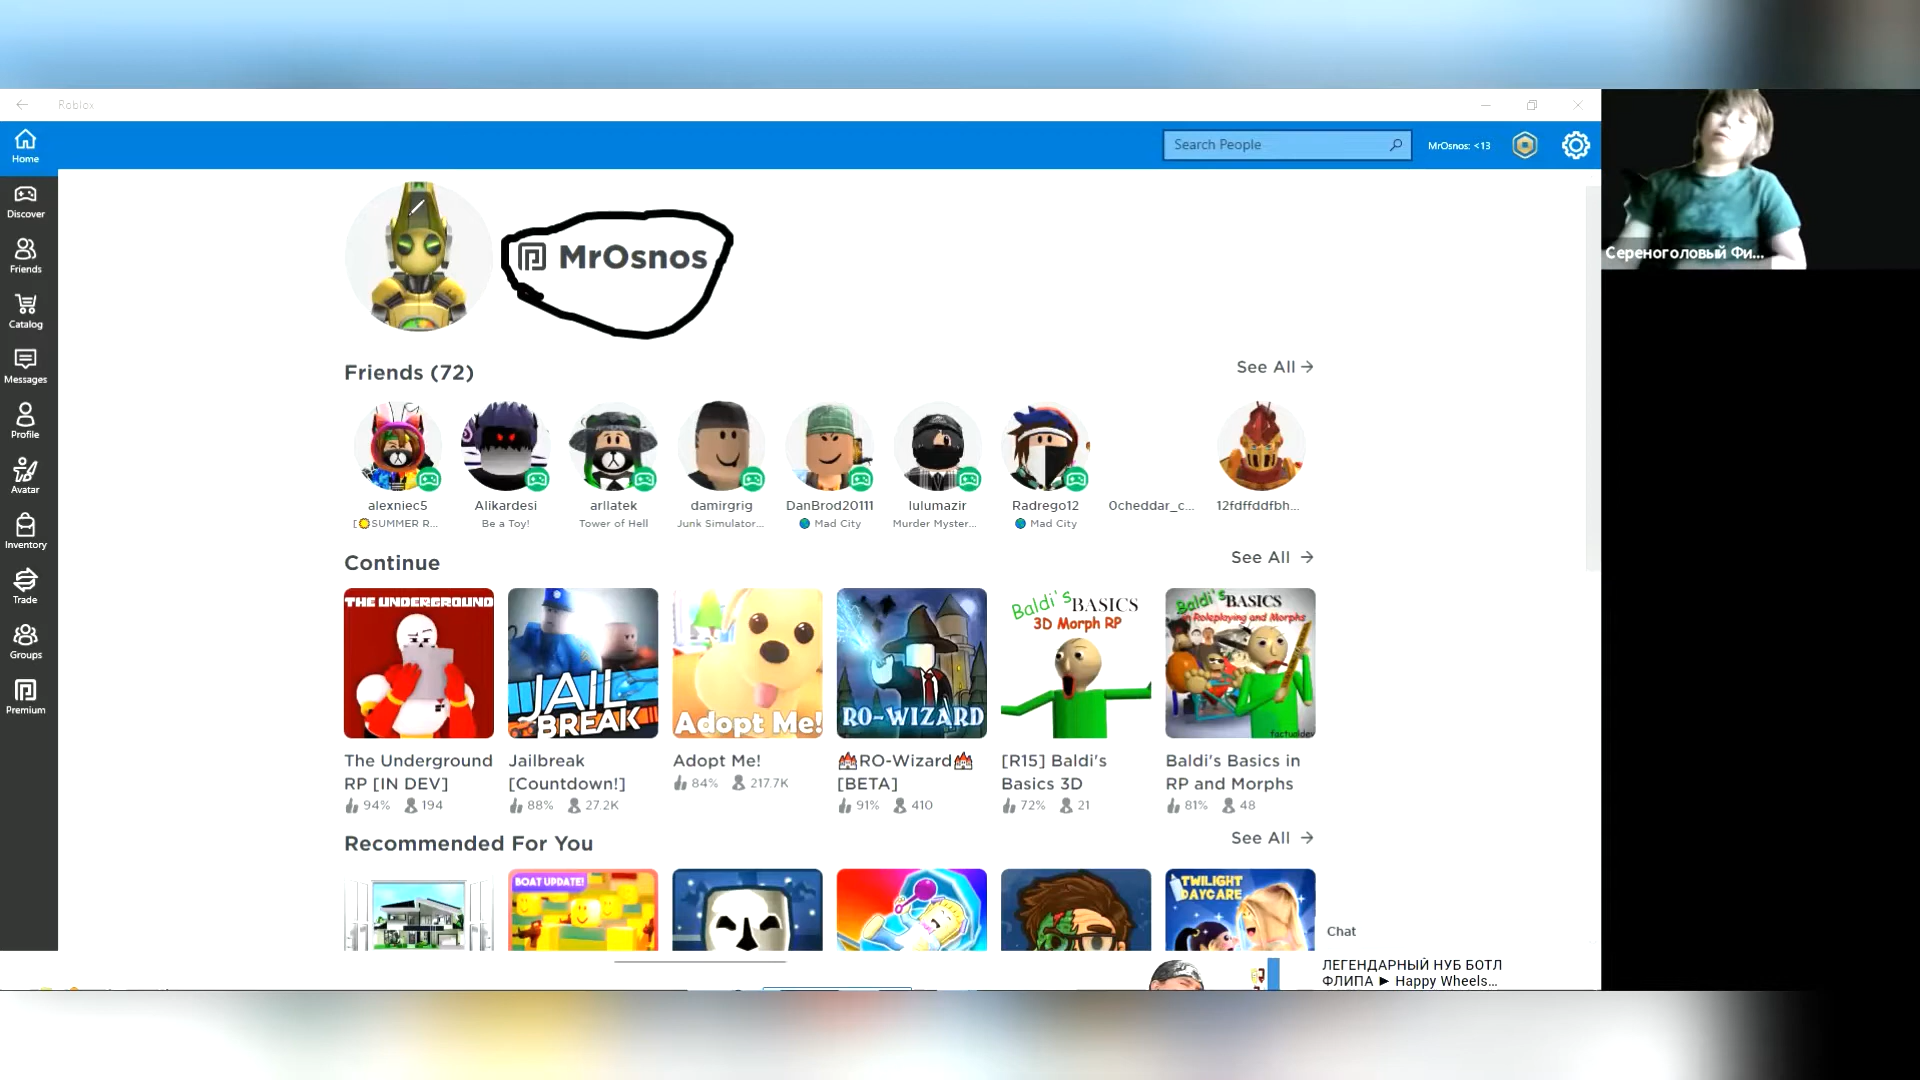 Roblox
Home
Search People
MrOsnos: <13
Discover
Friends
Catalog
Messages
Profile
Avatar
Inventory
Trade
Groups
Premium
MrOsnos
Сереноголовый Фи...
Friends (72)
See All
alexniec5
Alikardesi
arllatek
damirgrig
DanBrod20111
lulumazir
Radrego12
0cheddar_c...
12fdffddfbh...
[🌞SUMMER R...
Be a Toy!
Tower of Hell
Junk Simulator...
Mad City
Murder Myster...
Mad City
Continue
See All
THE UNDERGROUND
JAIL
BREAK
Adopt Me!
RO-WIZARD
Baldi's BASICS
3D Morph RP
Baldi's BASICS
in Roleplaying and Morphs
factualdev
The Underground
RP [IN DEV]
94% 194
Jailbreak
[Countdown!]
88% 27.2K
Adopt Me!
84% 217.7K
RO-Wizard
[BETA]
91% 410
[R15] Baldi's
Basics 3D
72% 21
Baldi's Basics in
RP and Morphs
81% 48
Recommended For You
See All
BOAT UPDATE!
TWILIGHT
DAYCARE
Chat
ЛЕГЕНДАРНЫЙ НУБ БОТЛ
ФЛИПА ► Happy Wheels...